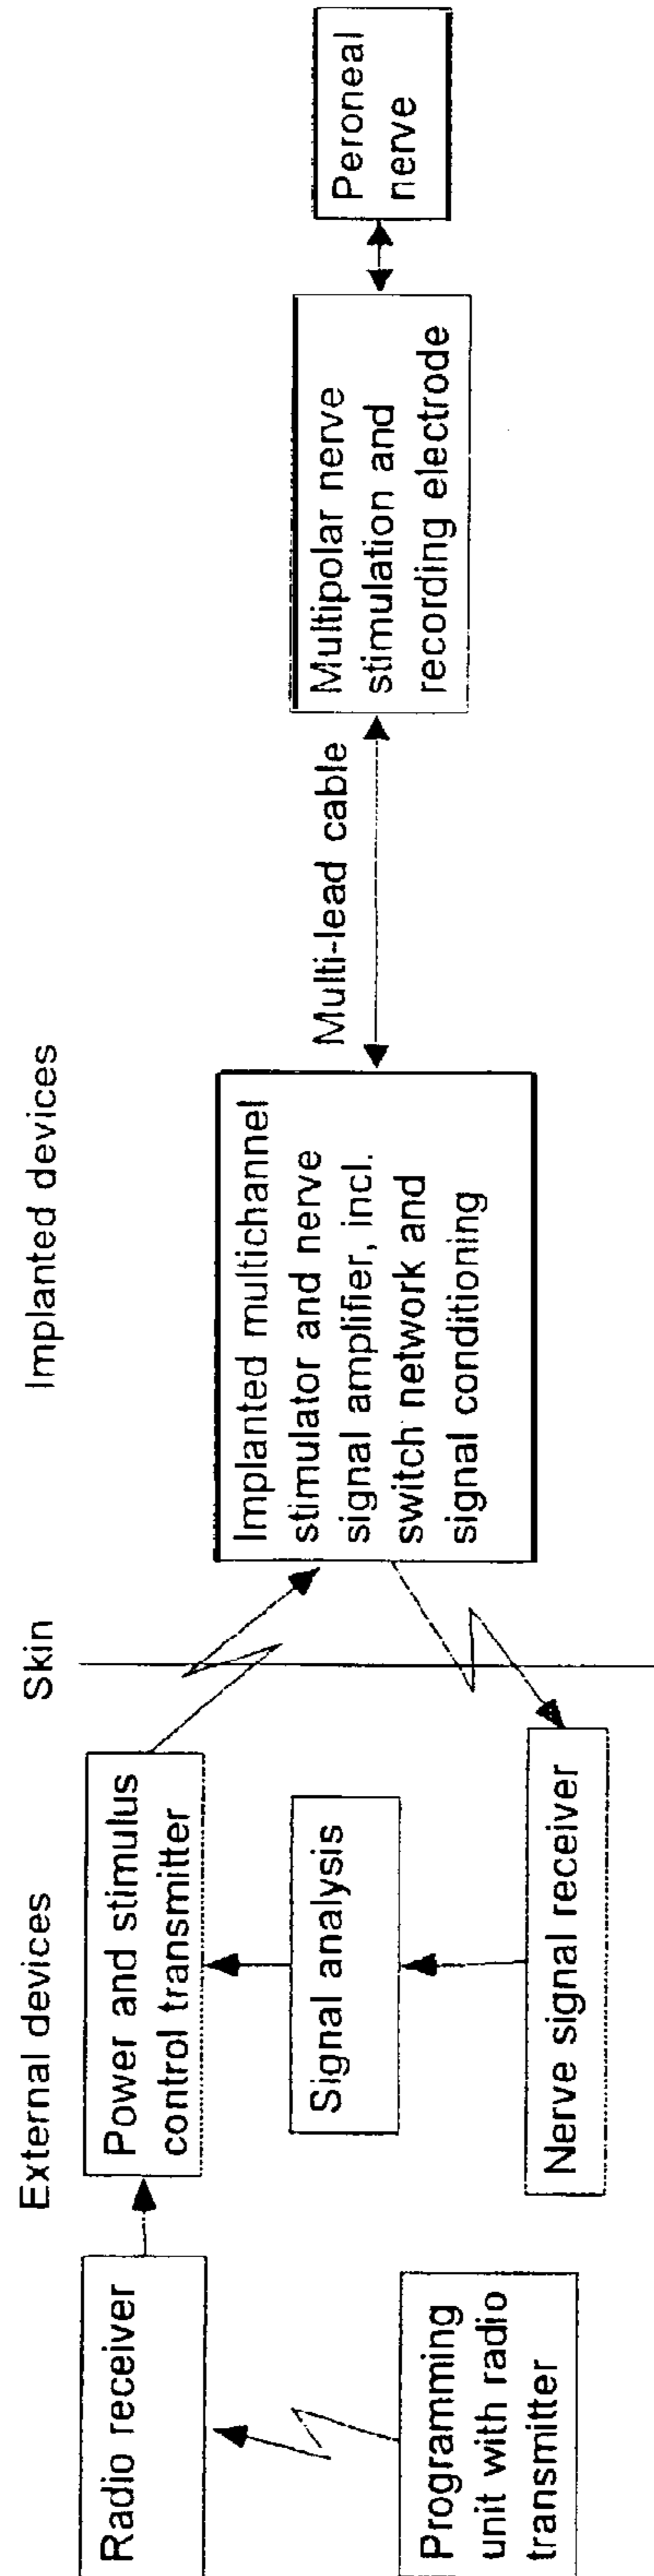 External devices
Skin
Implanted devices
Radio receiver
Programming
unit with radio
transmitter
Power and stimulus
control transmitter
Signal analysis
Nerve signal receiver
Implanted multichannel
stimulator and nerve
signal amplifier, incl.
switch network and
signal conditioning
Multi-lead cable
Multipolar nerve
stimulation and
recording electrode
Peroneal
nerve